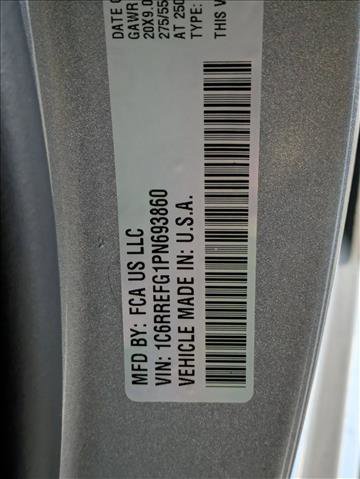 DATE O
GAWR
20X9.0
275/55
AT 250
TYPE:
THIS V
MFD BY: FCA US LLC
VIN: 1C6RREFG1PN693860
VEHICLE MADE IN: U.S.A.